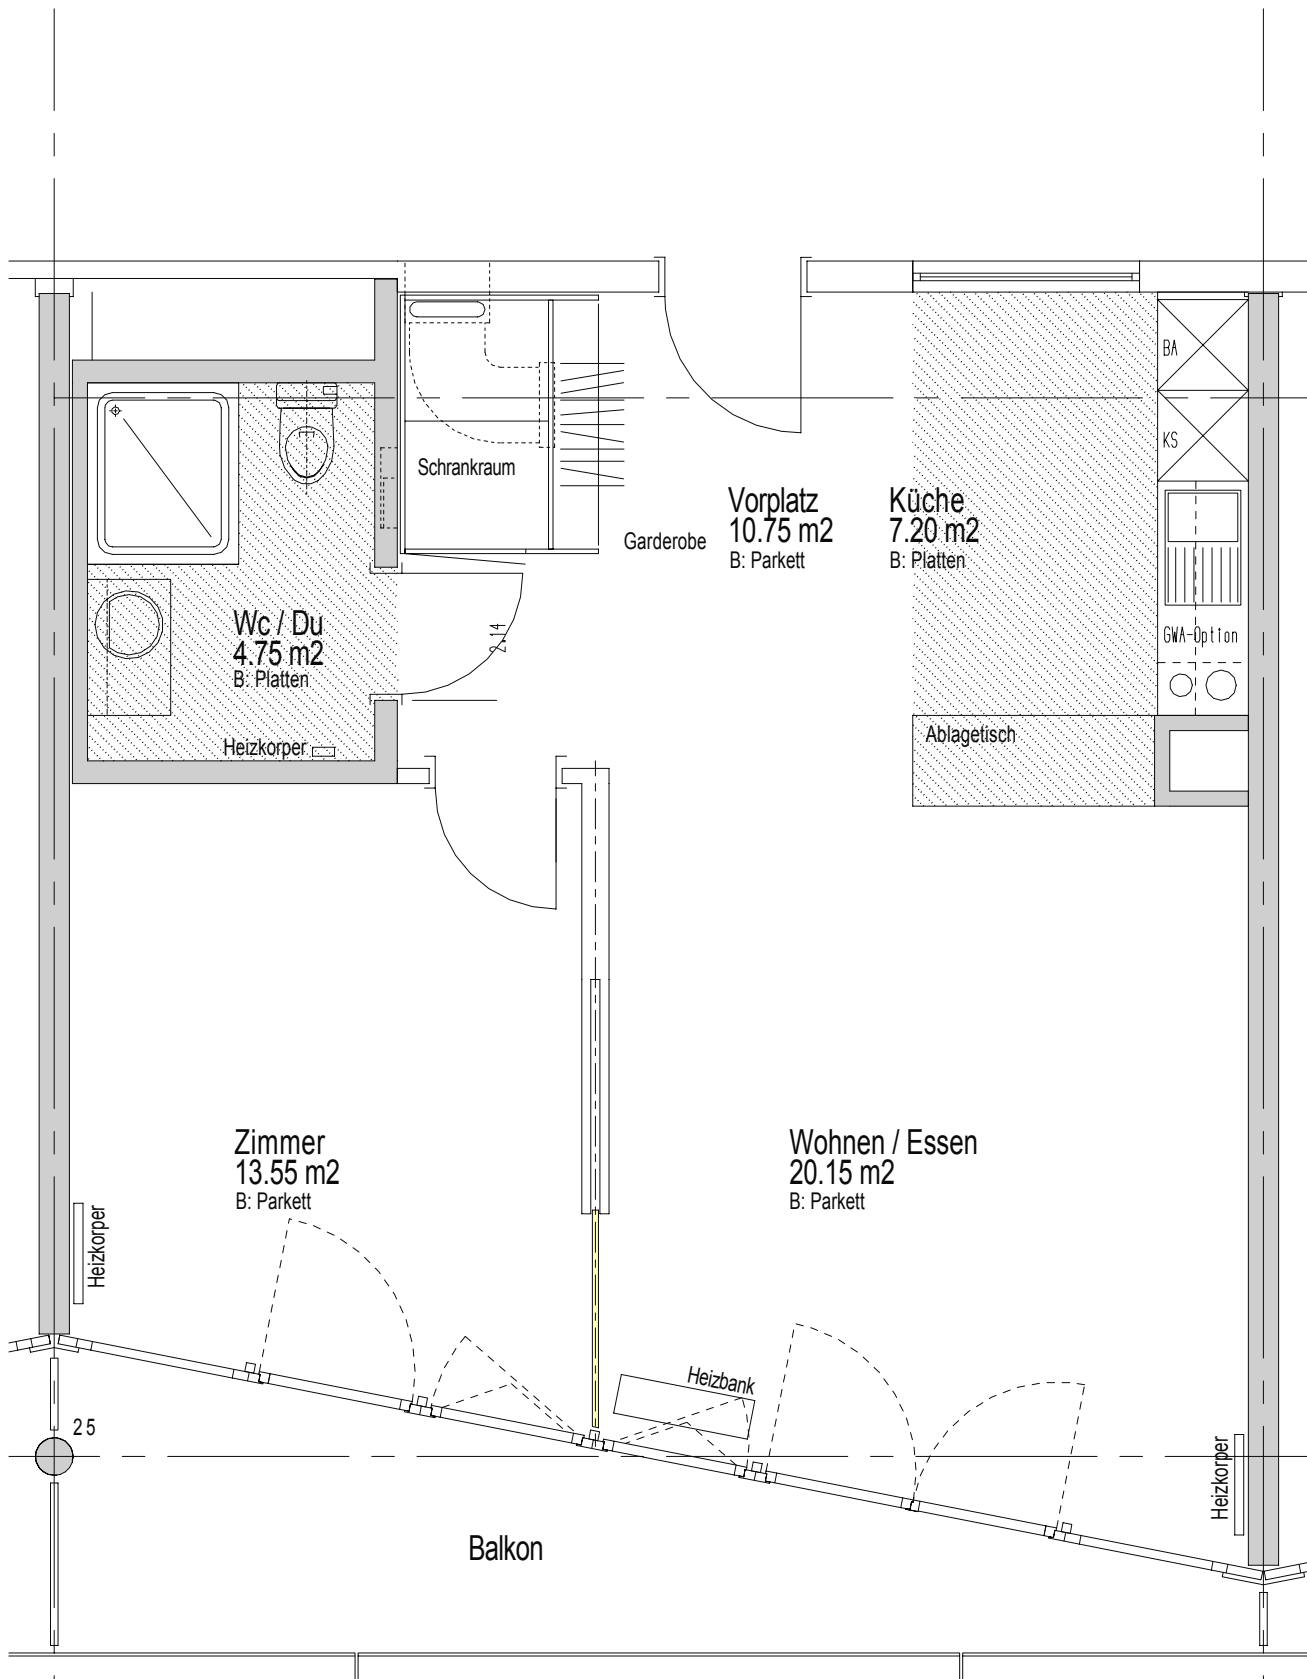 BA
KS
Schrankraum
Garderobe
Vorplatz
10.75 m2
B: Parkett
Küche
7.20 m2
B: Platten
GWA-Option
Wc / Du
4.75 m2
B: Platten
2.14
Heizkorper
Ablagetisch
Zimmer
13.55 m2
B: Parkett
Wohnen / Essen
20.15 m2
B: Parkett
Heizkorper
Heizbank
25
Heizkorper
Balkon